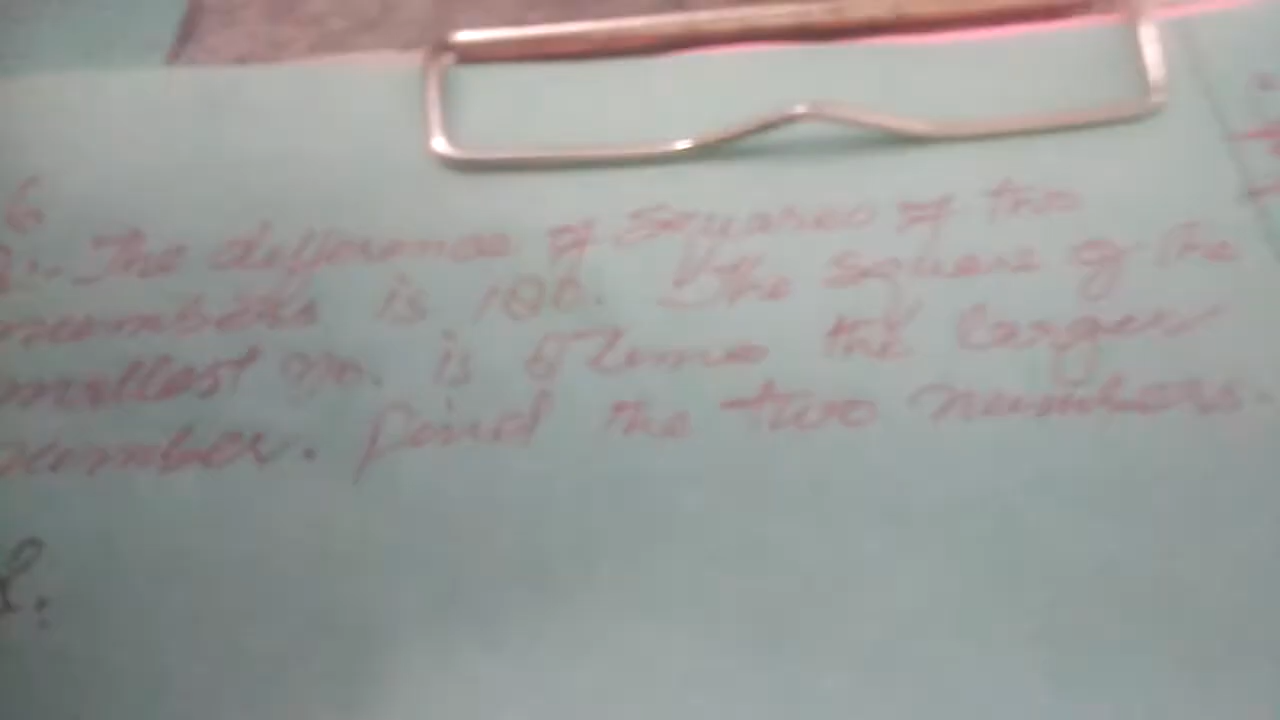 6
The difference of squares of two
numbers is 180. The square of the
smallest no. is 8 time the larger
number. find the two numbers.